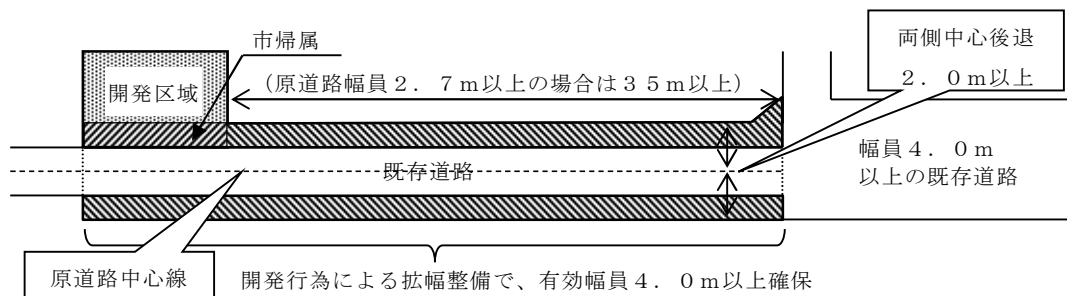 市帰属
両側中心後退
２．０ｍ以上
開発区域
（原道路幅員２．７ｍ以上の場合は３５ｍ以上）
既存道路
幅員４．０ｍ
以上の既存道路
原道路中心線
開発行為による拡幅整備で、有効幅員４．０ｍ以上確保